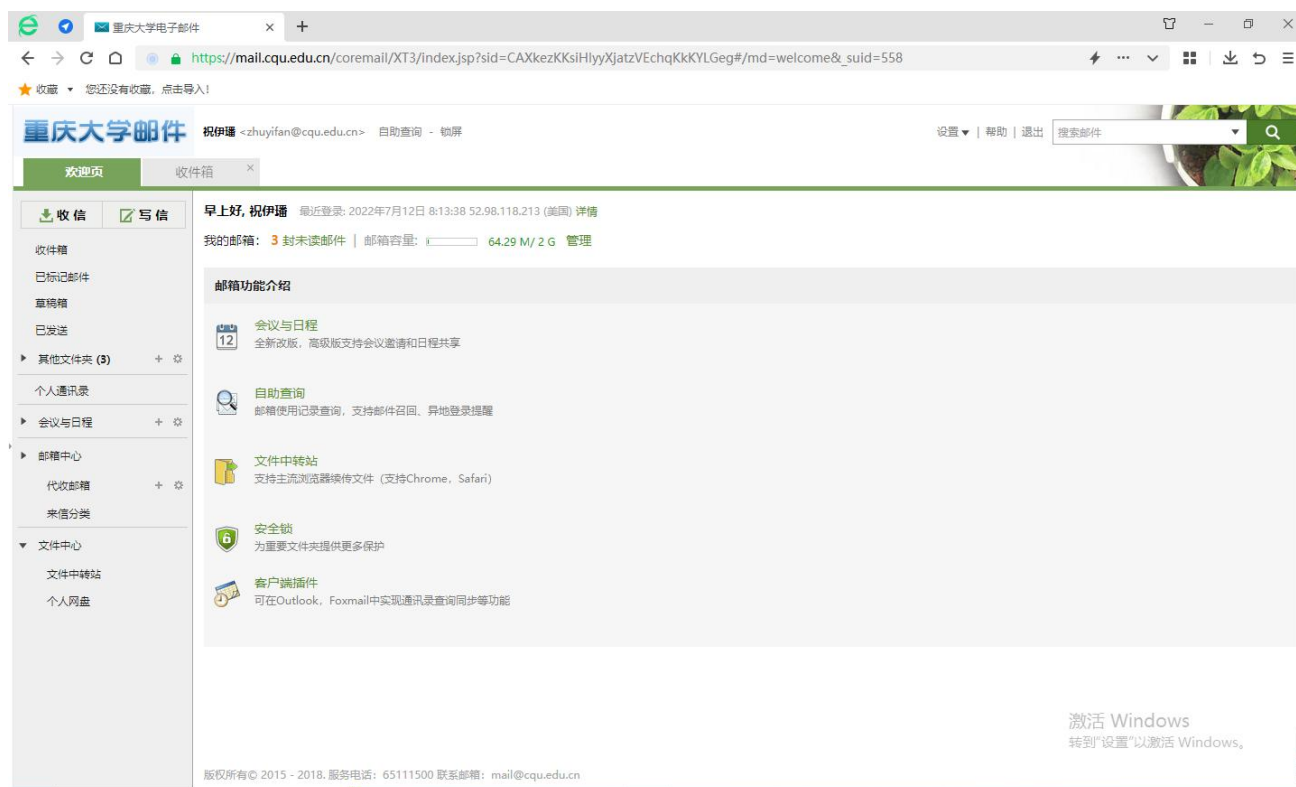 重庆大学电子邮件
https://mail.cqu.edu.cn/coremail/XT3/index.jsp?sid=CAXkezKKsiHlyyXjatzVEchqKkKYLGeg#/md=welcome&_suid=558
收藏 您还没有收藏，点击导入！
重庆大学邮件 祝伊璠 <zhuyifan@cqu.edu.cn> 自助查询 - 锁屏 设置 | 帮助 | 退出 搜索邮件
欢迎页 收件箱
收信 写信
收件箱
已标记邮件
草稿箱
已发送
其他文件夹 (3)
个人通讯录
会议与日程
邮箱中心
代收邮箱
来信分类
文件中心
文件中转站
个人网盘
早上好, 祝伊璠 最近登录: 2022年7月12日 8:13:38 52.98.118.213 (美国) 详情
我的邮箱： 3 封未读邮件 | 邮箱容量: 64.29 M/ 2 G 管理
邮箱功能介绍
12
会议与日程
全新改版，高级版支持会议邀请和日程共享
自助查询
邮箱使用记录查询，支持邮件召回、异地登录提醒
文件中转站
支持主流浏览器续传文件（支持Chrome，Safari）
安全锁
为重要文件夹提供更多保护
客户端插件
可在Outlook，Foxmail中实现通讯录查询同步等功能
激活 Windows
转到"设置"以激活 Windows。
版权所有© 2015 - 2018. 服务电话：65111500 联系邮箱：mail@cqu.edu.cn